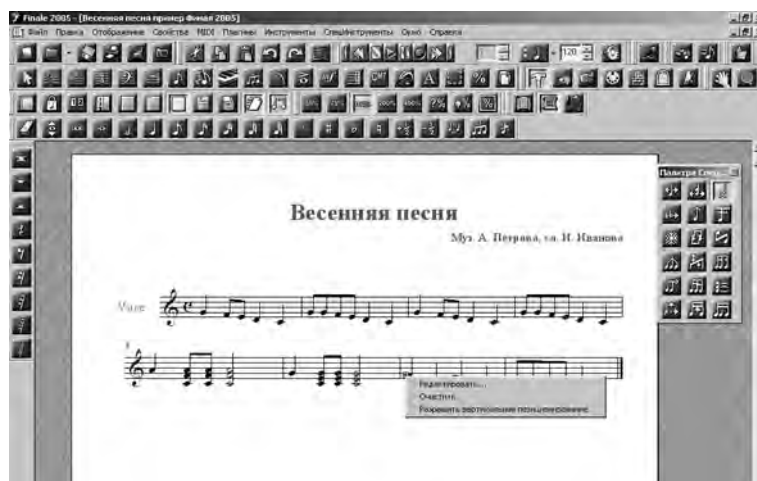 Finale 2005 - [Весенняя песня пример Финал 2005]
Файл Правка Отображение Свойства MIDI Плагины Инструменты СпецИнструменты Окно Справка
120
Палитра Спец...
Весенняя песня
Муз. А. Петрова, сл. И. Иванова
Voice
Редактировать...
Очистить
Разрешить вертикальное позиционирование